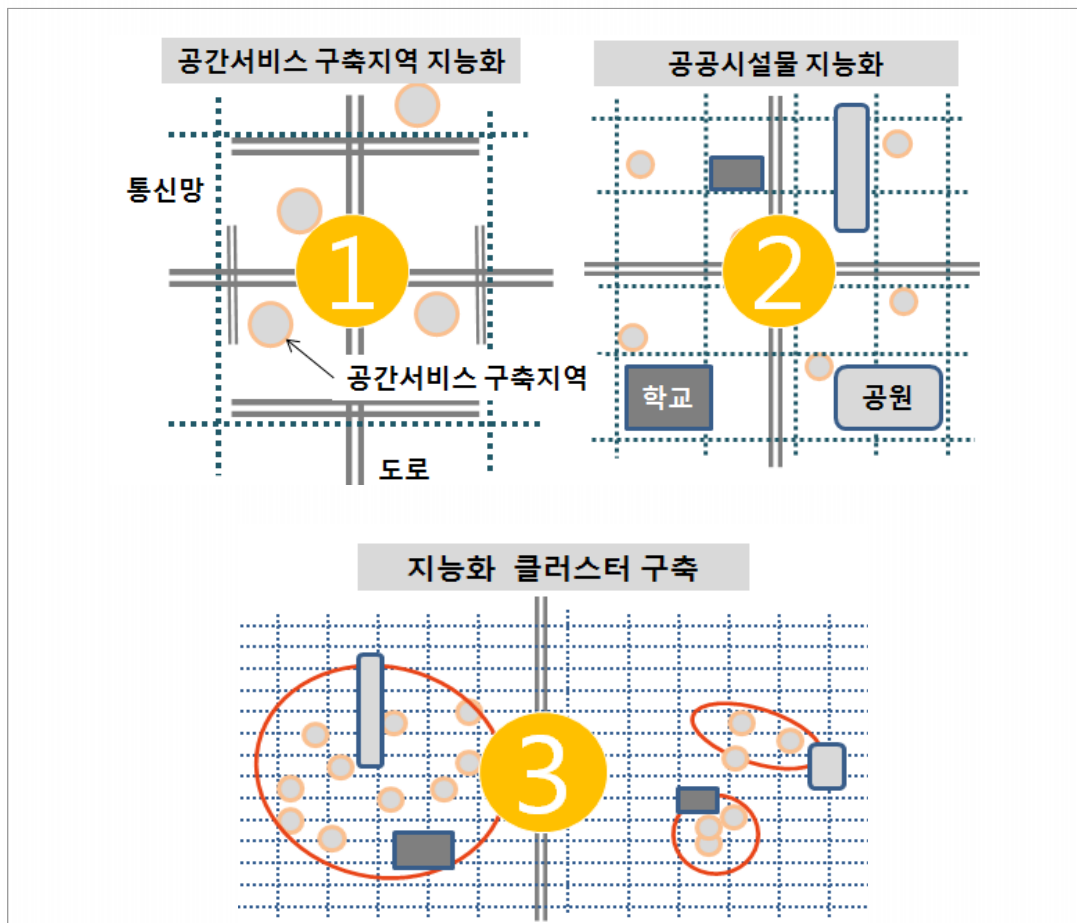 공간서비스 구축지역 지능화
공공시설물 지능화
통신망
1
2
공간서비스 구축지역
학교
공원
도로
지능화 클러스터 구축
3